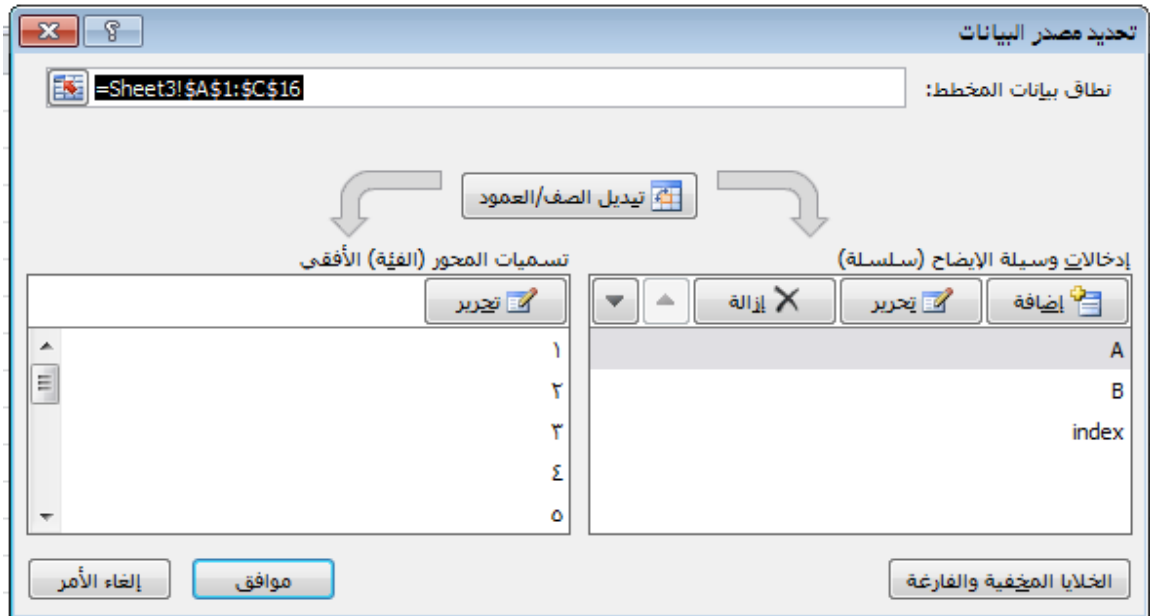 تحديد مصدر البيانات
نطاق بيانات المخطط:
=Sheet3!$A$1:$C$16
تبديل الصف/العمود
إدخالات وسيلة الإيضاح (سلسلة)
إضافة
تحرير
إزالة
A
B
index
تسميات المحور (الفئة) الأفقي
تحرير
١
٢
٣
٤
٥
الخلايا المخفية والفارغة
موافق
إلغاء الأمر